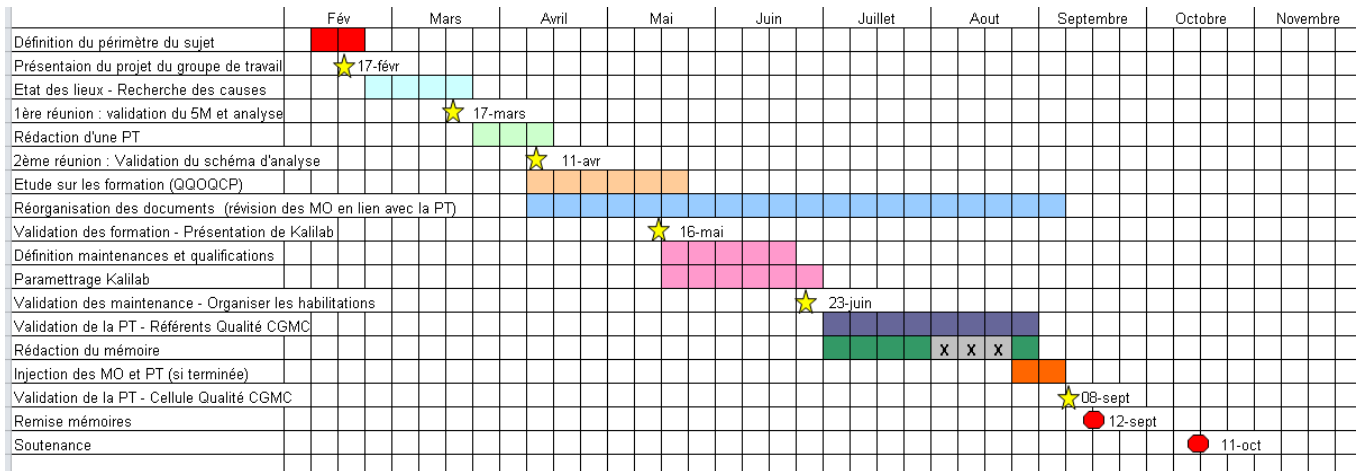 Fév Mars Avril Mai Juin Juillet Aout Septembre Octobre Novembre
Définition du périmètre du sujet
Présentaion du projet du groupe de travail 17-févr
Etat des lieux - Recherche des causes
1ère réunion : validation du 5M et analyse 17-mars
Rédaction d'une PT
2ème réunion : Validation du schéma d'analyse 11-avr
Etude sur les formation (QQOQCP)
Réorganisation des documents (révision des MO en lien avec la PT)
Validation des formation - Présentation de Kalilab 16-mai
Définition maintenances et qualifications
Paramettrage Kalilab
Validation des maintenance - Organiser les habilitations 23-juin
Validation de la PT - Référents Qualité CGMC
Rédaction du mémoire X X X
Injection des MO et PT (si terminée)
Validation de la PT - Cellule Qualité CGMC 08-sept
Remise mémoires 12-sept
Soutenance 11-oct